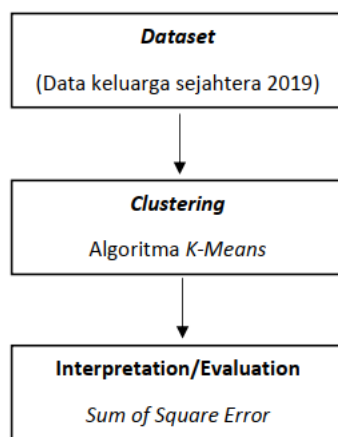 Dataset
(Data keluarga sejahtera 2019)
Clustering
Algoritma K-Means
Interpretation/Evaluation
Sum of Square Error